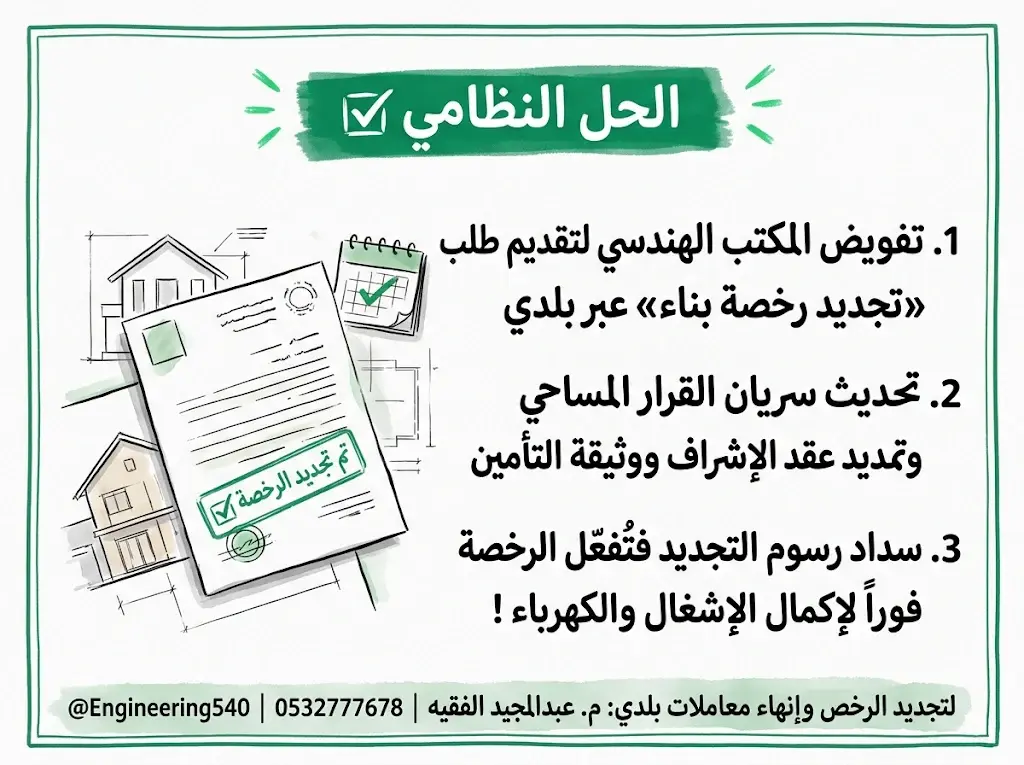 الحل النظامي ☑
1. تفويض المكتب الهندسي لتقديم طلب
«تجديد رخصة بناء» عبر بلدي
2. تحديث سريان القرار المساحي
وتمديد عقد الإشراف ووثيقة التأمين
3. سداد رسوم التجديد فتُفعّل الرخصة
فوراً لإكمال الإشغال والكهرباء !
تم تجديد الرخصة ☑
لتجديد الرخص وإنهاء معاملات بلدي: م. عبدالمجيد الفقيه | 0532777678 | @Engineering540